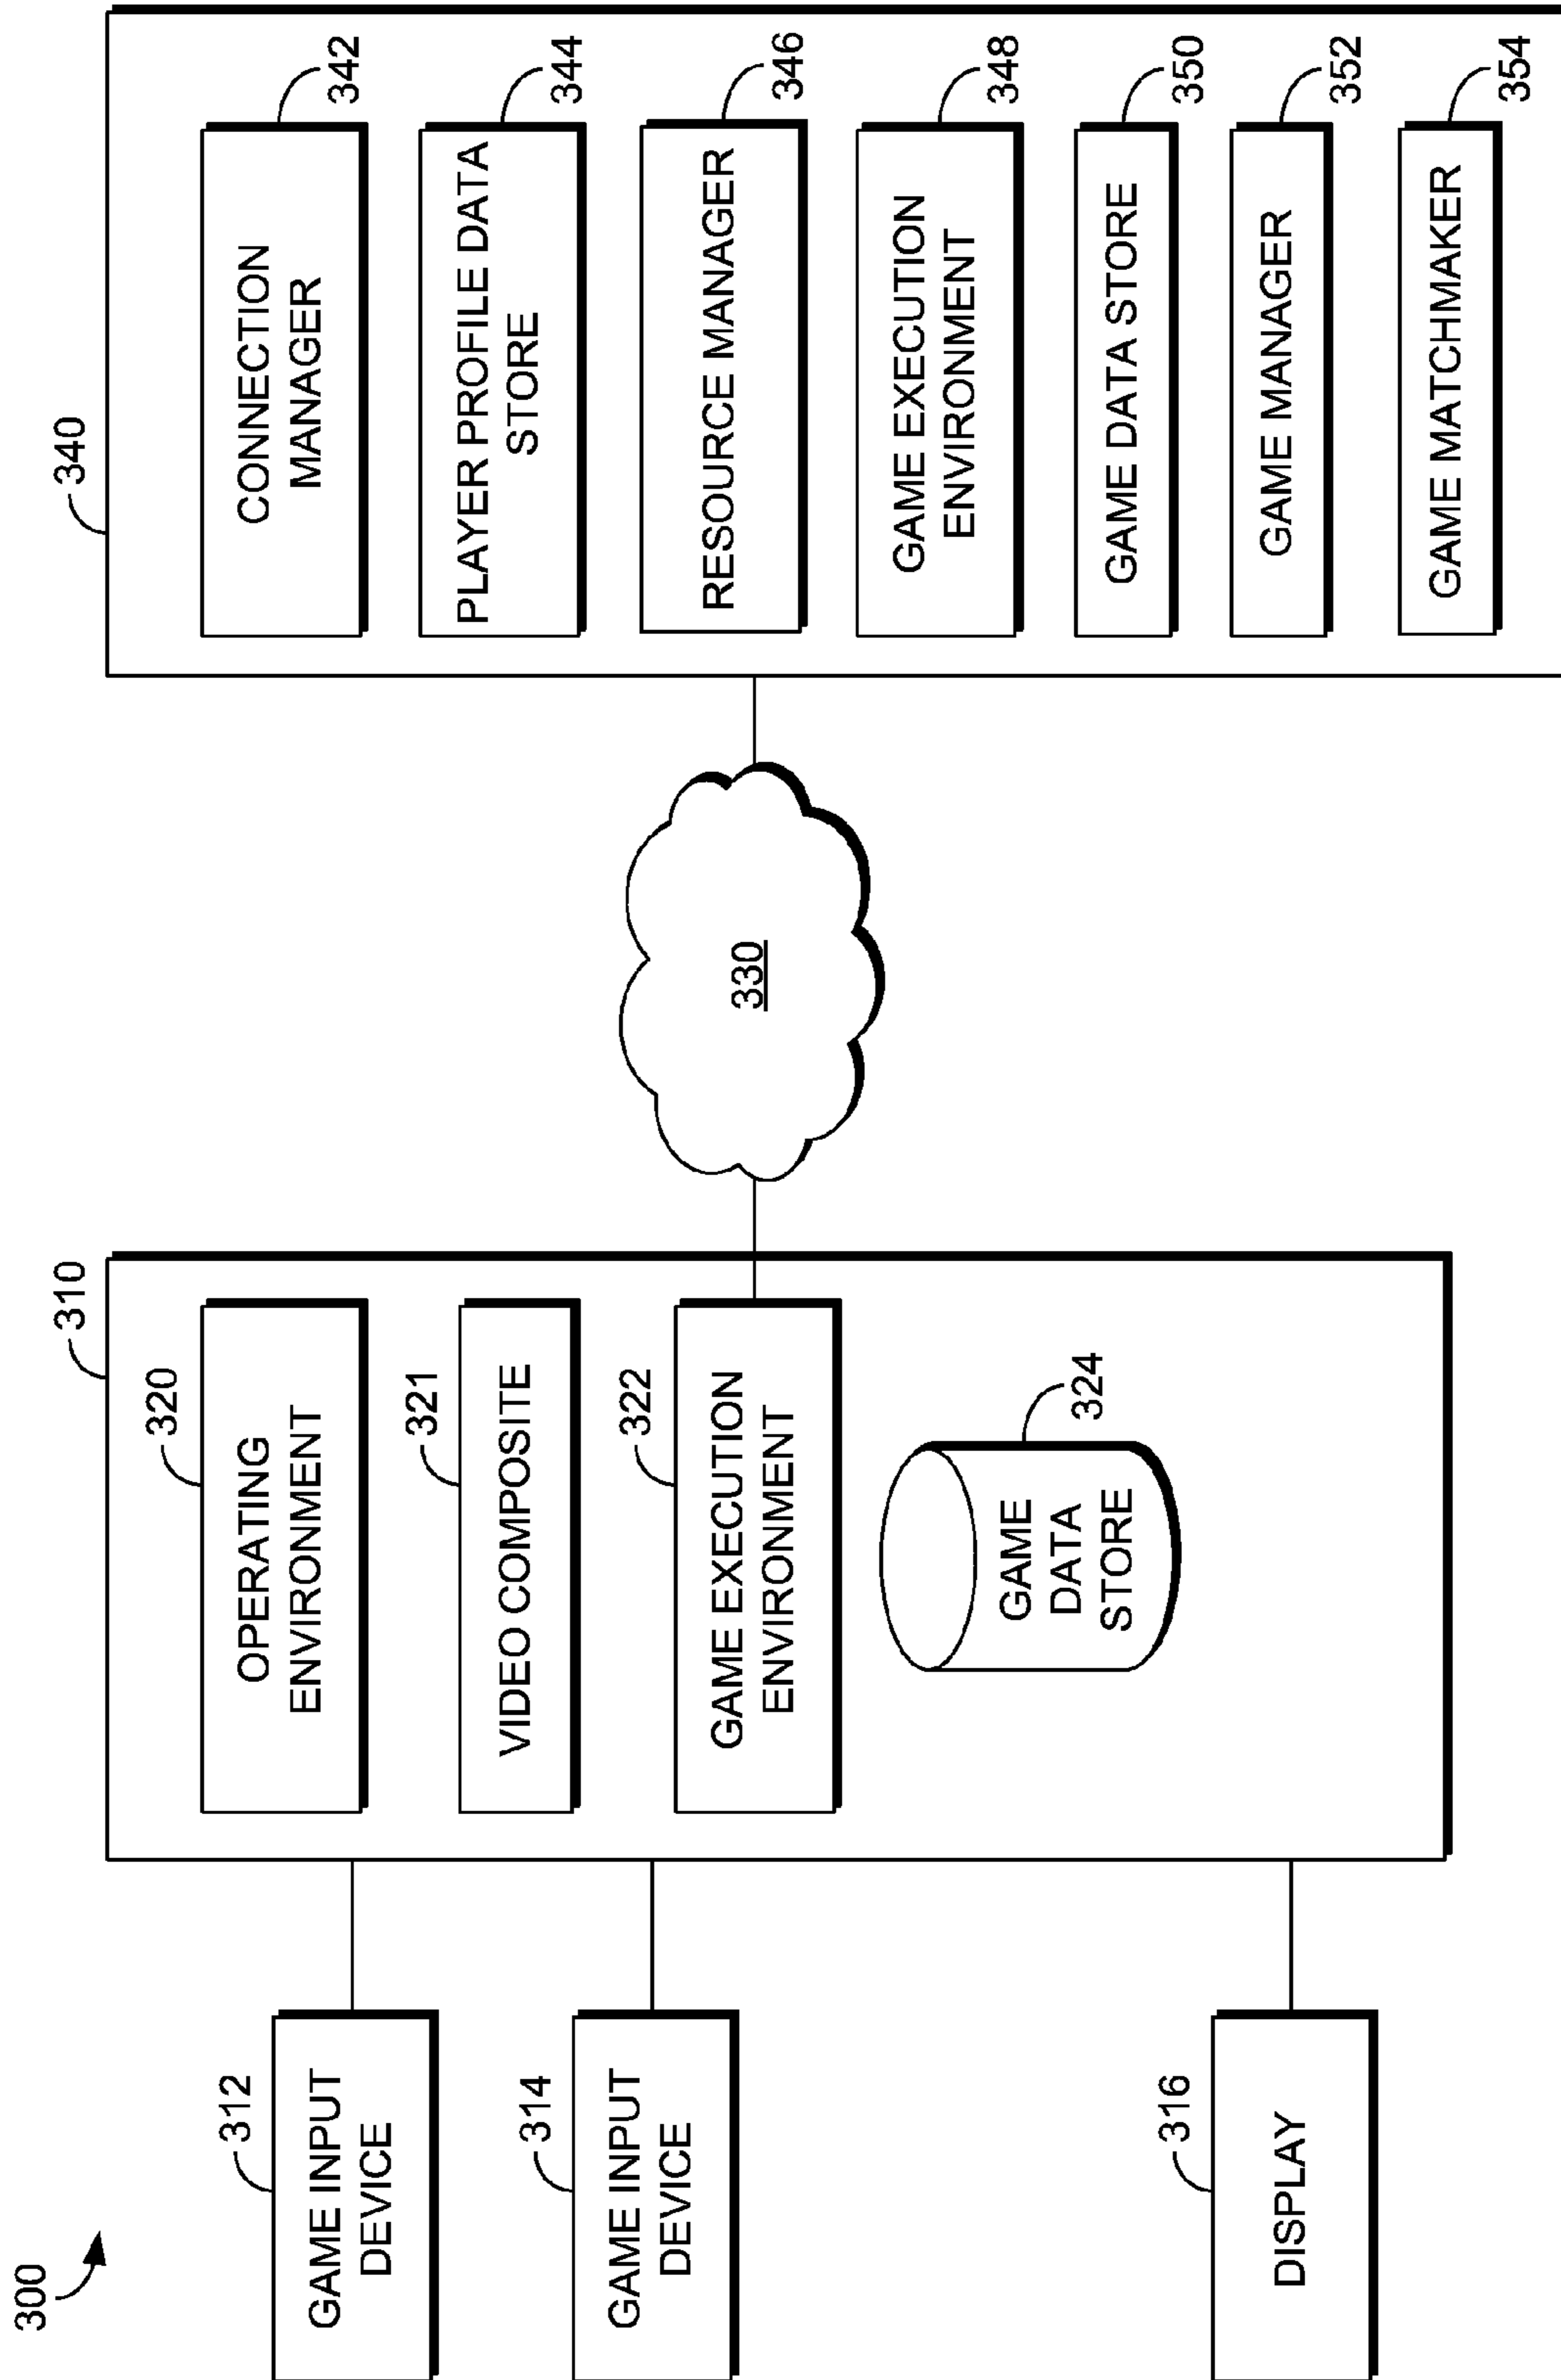 300
312
GAME INPUT
DEVICE
314
GAME INPUT
DEVICE
316
DISPLAY
310
320
OPERATING
ENVIRONMENT
321
VIDEO COMPOSITE
322
GAME EXECUTION
ENVIRONMENT
GAME
DATA
STORE
324
330
340
CONNECTION
MANAGER
342
PLAYER PROFILE DATA
STORE
344
RESOURCE MANAGER
346
GAME EXECUTION
ENVIRONMENT
348
GAME DATA STORE
350
GAME MANAGER
352
GAME MATCHMAKER
354